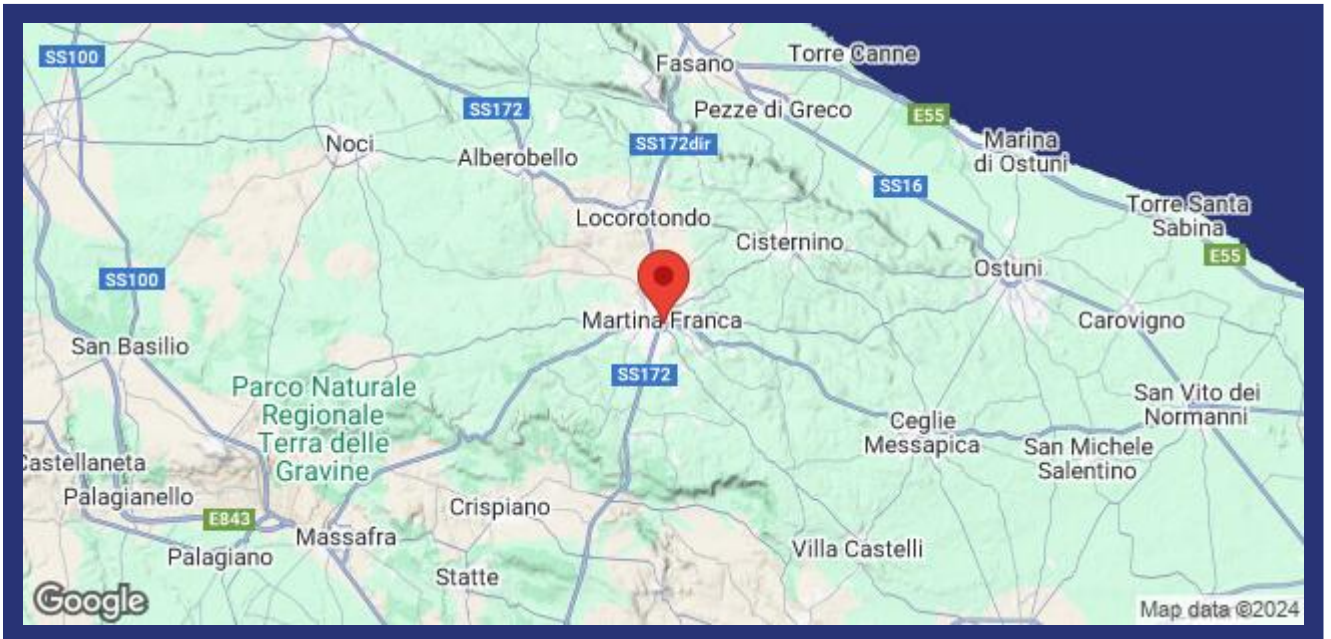 SS100
Fasano
Torre Canne
SS172
Pezze di Greco
E55
Noci
Alberobello
SS172dir
Marina
di Ostuni
SS16
Locorotondo
Torre Santa
Sabina
Cisternino
E55
SS100
Ostuni
Martina Franca
Carovigno
San Basilio
SS172
Parco Naturale
Regionale
Terra delle
Gravine
San Vito dei
Normanni
Ceglie
Messapica
San Michele
Salentino
Castellaneta
Palagianello
Crispiano
E843
Massafra
Palagiano
Villa Castelli
Statte
Google
Map data ©2024